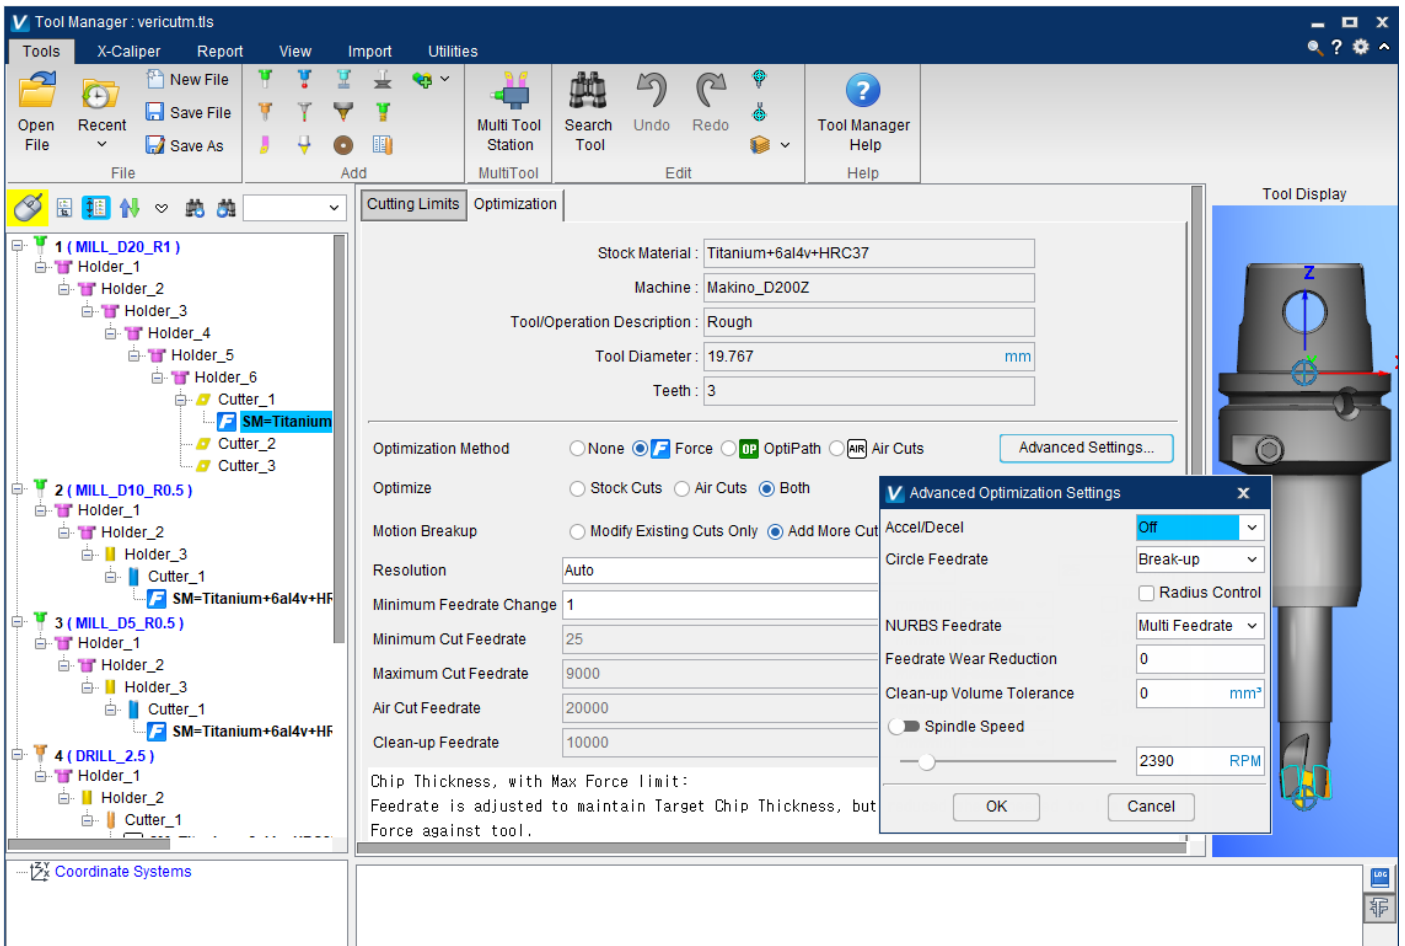 Tool Manager : vericutm.tls
Tools X-Caliper Report View Import Utilities
Open File
Recent
New File
Save File
Save As
File
Add
Multi Tool Station
MultiTool
Search Tool
Undo
Redo
Edit
Tool Manager Help
Help
1 ( MILL_D20_R1 )
Holder_1
Holder_2
Holder_3
Holder_4
Holder_5
Holder_6
Cutter_1
SM=Titanium
Cutter_2
Cutter_3
2 ( MILL_D10_R0.5 )
Holder_1
Holder_2
Holder_3
Cutter_1
SM=Titanium+6al4v+HR
3 ( MILL_D5_R0.5 )
Holder_1
Holder_2
Holder_3
Cutter_1
SM=Titanium+6al4v+HR
4 ( DRILL_2.5 )
Holder_1
Holder_2
Cutter_1
Coordinate Systems
Cutting Limits Optimization
Stock Material : Titanium+6al4v+HRC37
Machine : Makino_D200Z
Tool/Operation Description : Rough
Tool Diameter : 19.767 mm
Teeth : 3
Optimization Method None Force OP OptiPath AIR Air Cuts Advanced Settings...
Optimize Stock Cuts Air Cuts Both
Motion Breakup Modify Existing Cuts Only Add More Cut
Resolution Auto
Minimum Feedrate Change 1
Minimum Cut Feedrate 25
Maximum Cut Feedrate 9000
Air Cut Feedrate 20000
Clean-up Feedrate 10000
Chip Thickness, with Max Force limit:
Feedrate is adjusted to maintain Target Chip Thickness, but
Force against tool.
Advanced Optimization Settings
Accel/Decel Off
Circle Feedrate Break-up
Radius Control
NURBS Feedrate Multi Feedrate
Feedrate Wear Reduction 0
Clean-up Volume Tolerance 0 mm³
Spindle Speed
2390 RPM
OK Cancel
Tool Display
Z
Y
LOG